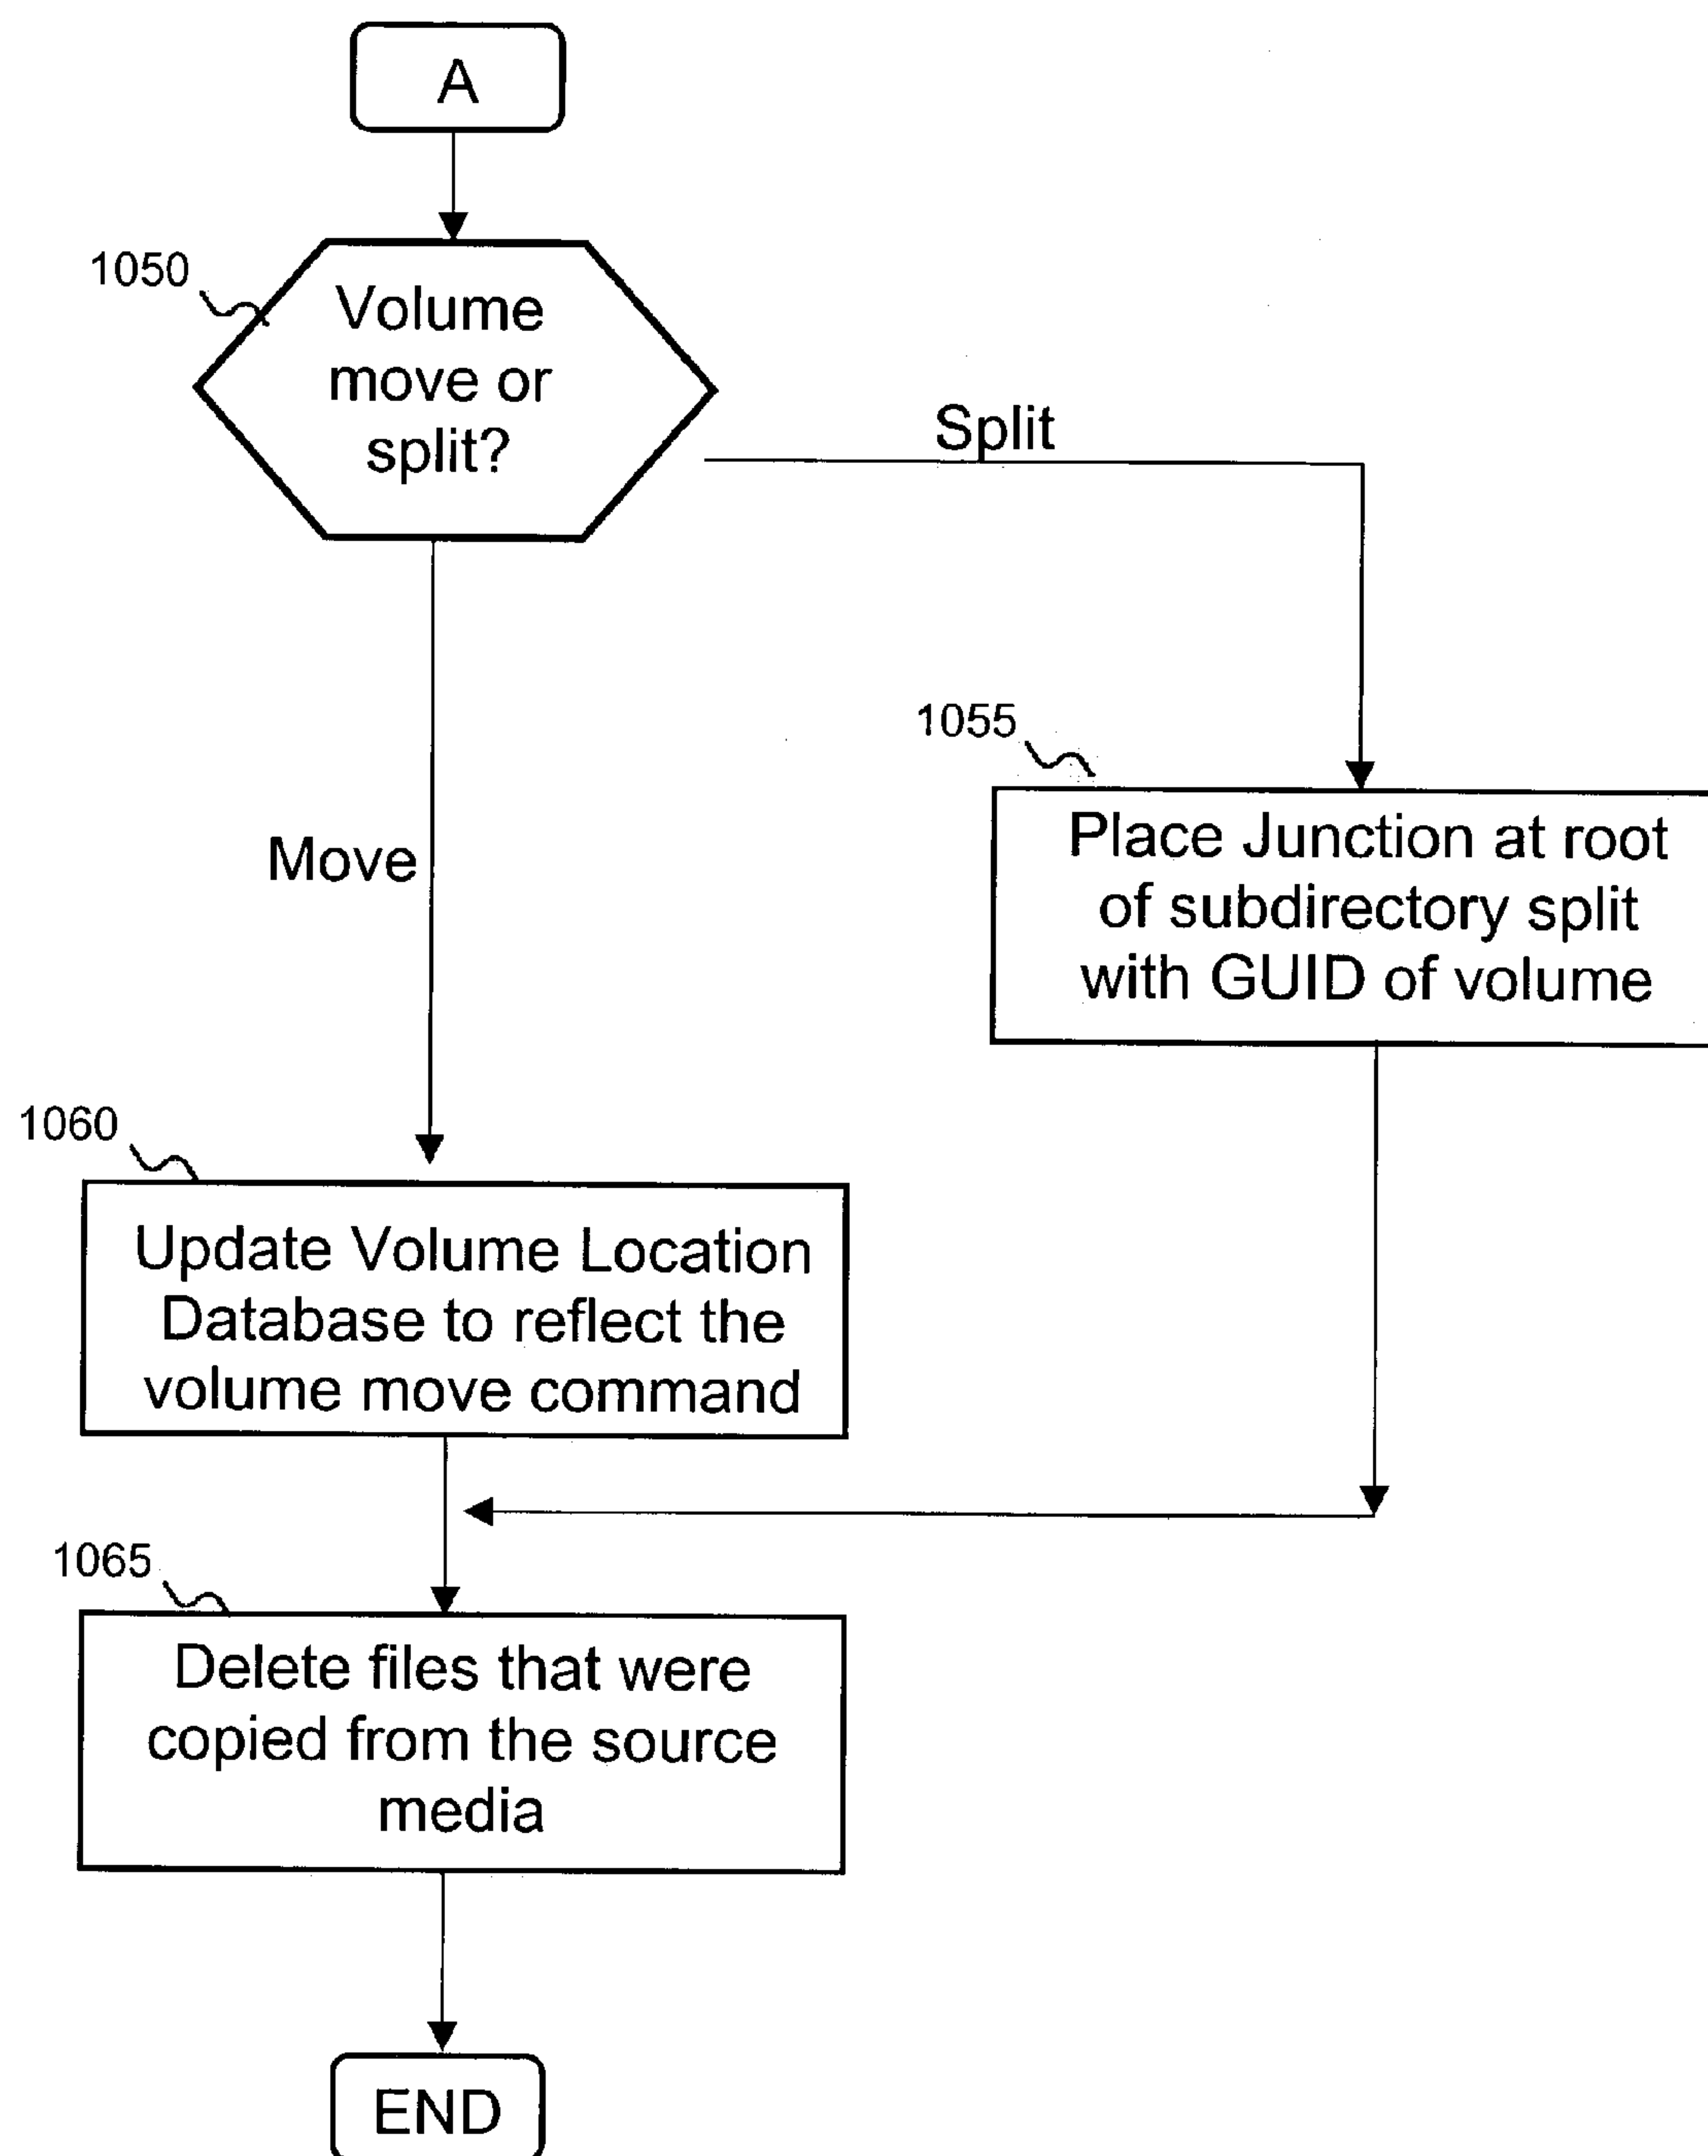 A
1050
Volume
move or
split?
Split
Move
1055
Place Junction at root
of subdirectory split
with GUID of volume
1060
Update Volume Location
Database to reflect the
volume move command
1065
Delete files that were
copied from the source
media
END